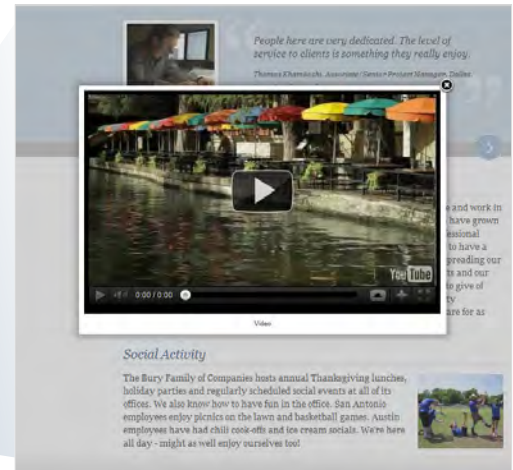 People here are very dedicated. The level of
service to clients is something they really enjoy.
Thomas Khammash, Associate / Senior Project Manager, Dallas
e and work in
have grown
essional
to have a
preading our
ts and our
to give of
ty
are for as
YouTube
0:00 / 0:00
Video
Social Activity
The Bury Family of Companies hosts annual Thanksgiving lunches,
holiday parties and regularly scheduled social events at all of its
offices. We also know how to have fun in the office. San Antonio
employees enjoy picnics on the lawn and basketball games. Austin
employees have had chili cook-offs and ice cream socials. We're here
all day - might as well enjoy ourselves too!